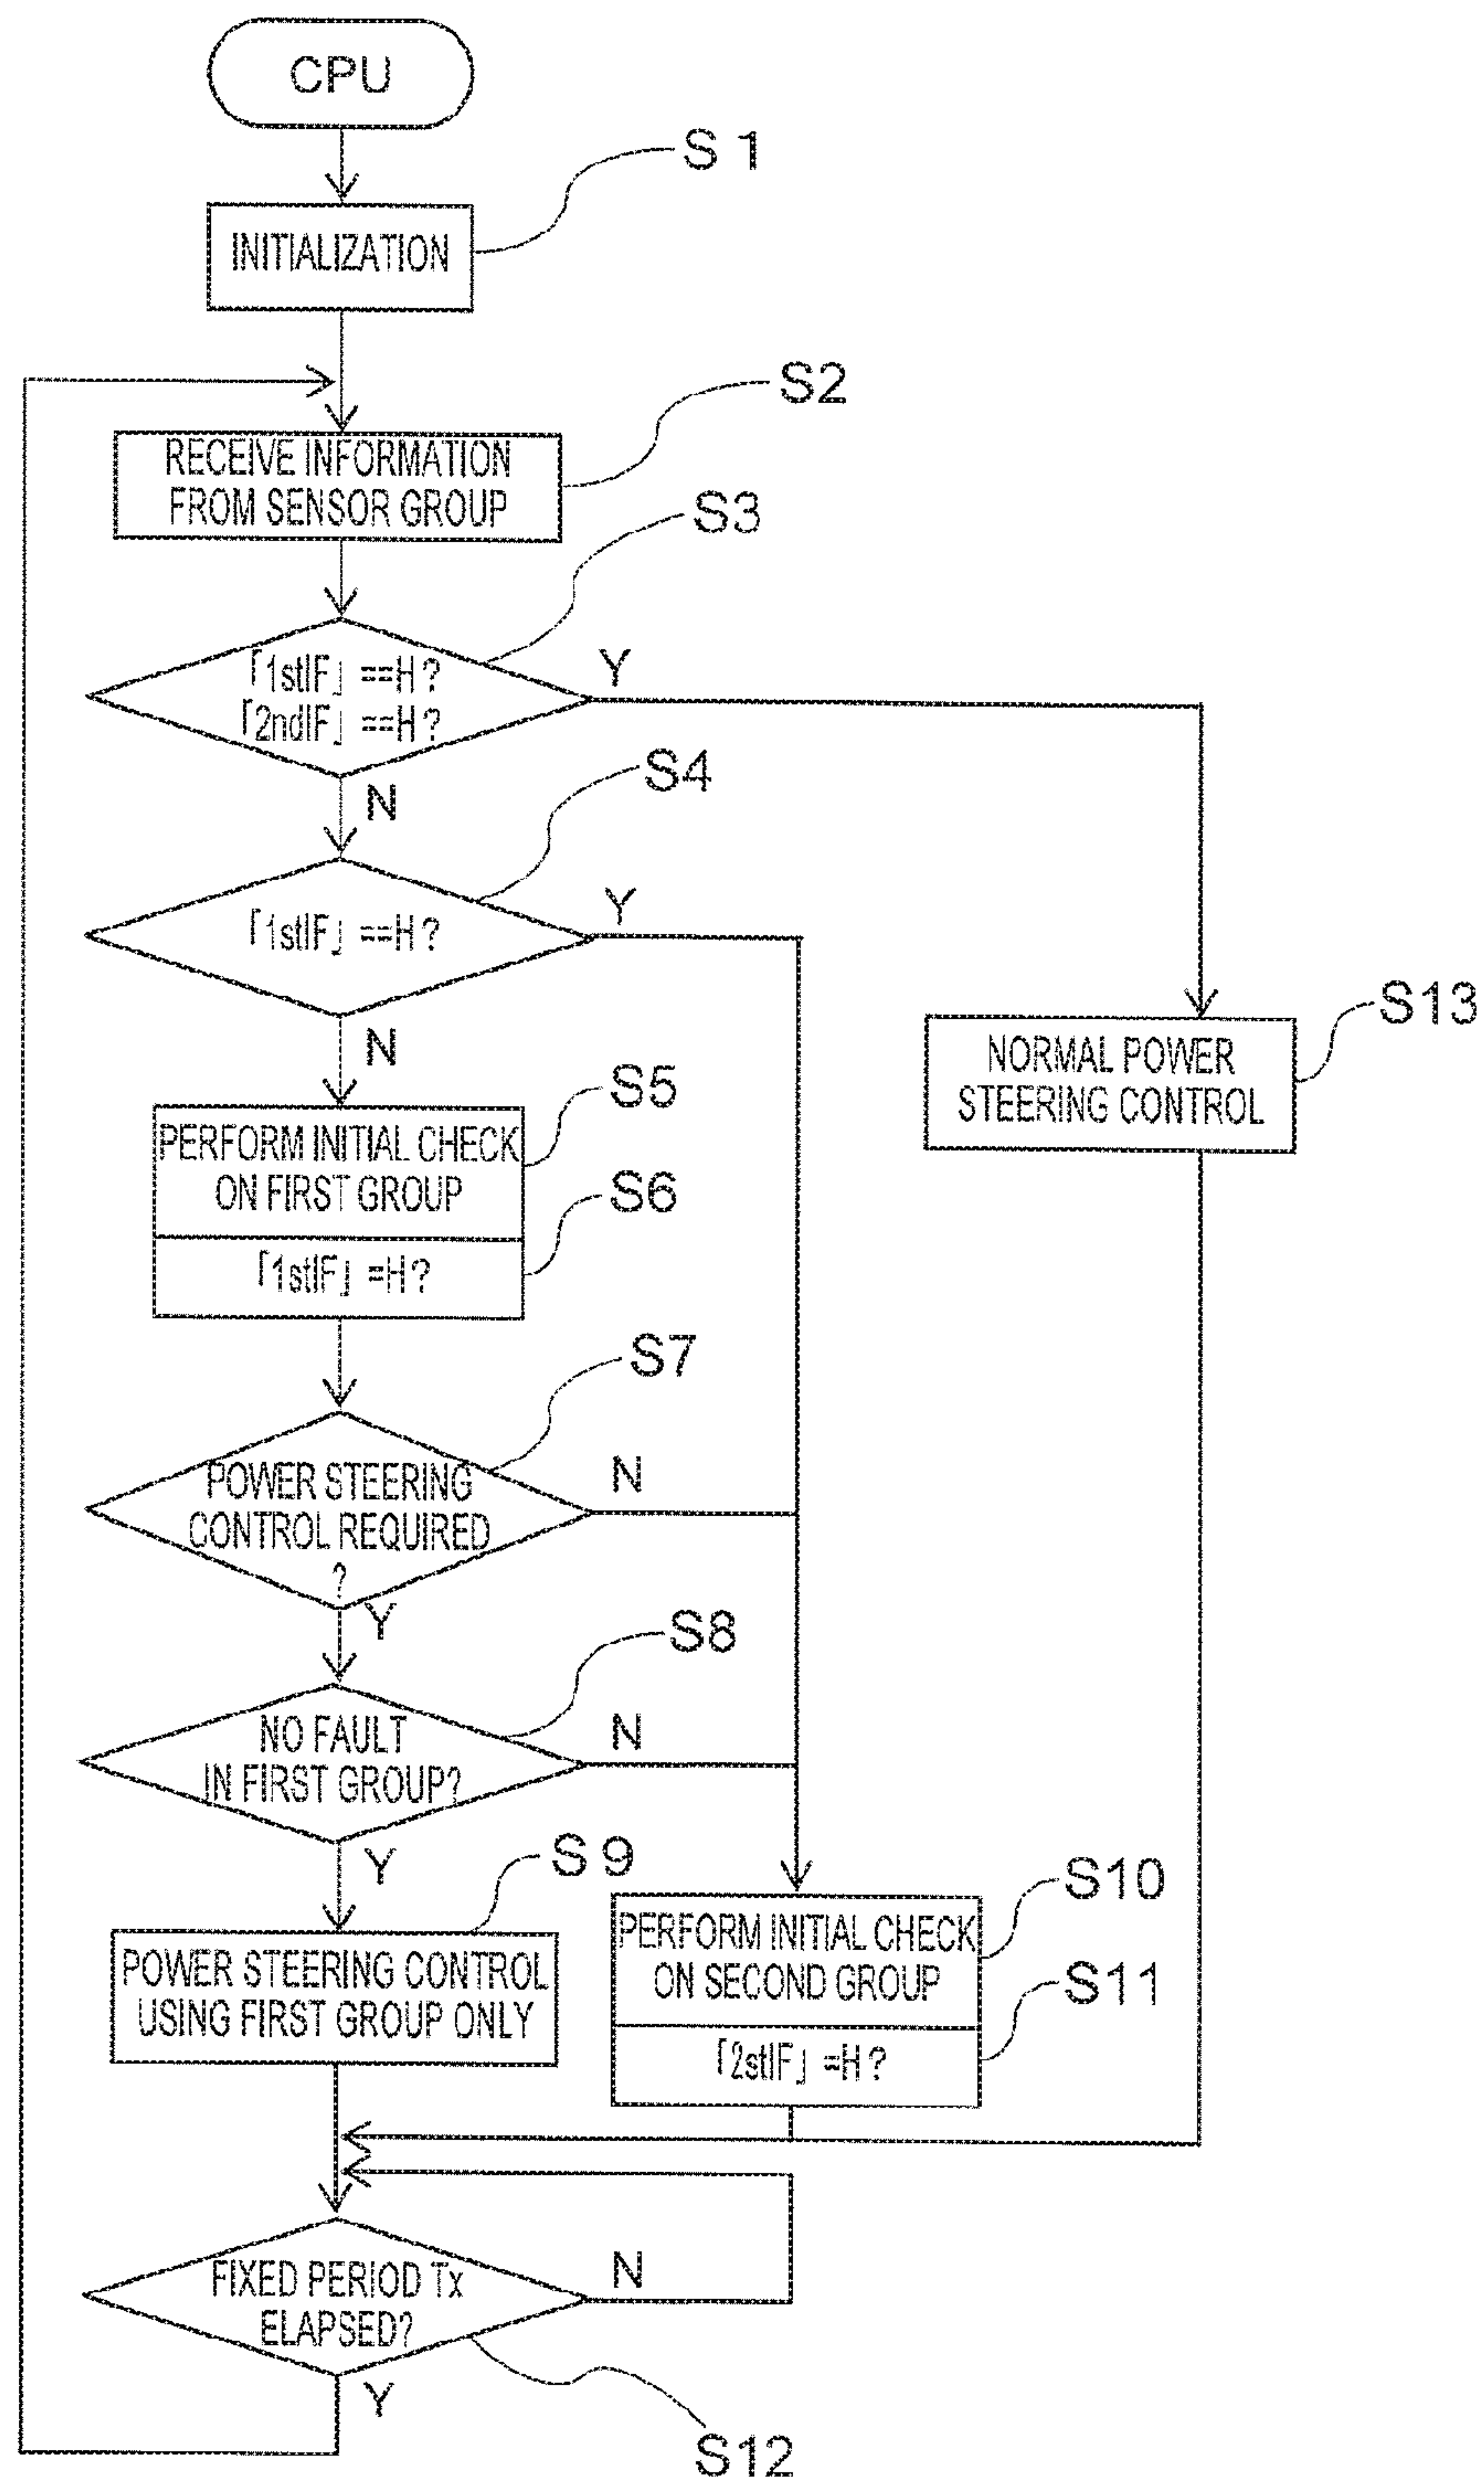 CPU
S1
INITIALIZATION
S2
RECEIVE INFORMATION
FROM SENSOR GROUP
S3
「1stIF」==H?
「2ndIF」==H?
Y
N
S4
「1stIF」==H?
Y
N
S13
NORMAL POWER
STEERING CONTROL
S5
PERFORM INITIAL CHECK
ON FIRST GROUP
S6
「1stIF」=H?
S7
POWER STEERING
CONTROL REQUIRED
?
N
Y
S8
NO FAULT
IN FIRST GROUP?
N
Y
S9
POWER STEERING CONTROL
USING FIRST GROUP ONLY
S10
PERFORM INITIAL CHECK
ON SECOND GROUP
S11
「2stIF」=H?
FIXED PERIOD Tx
ELAPSED?
N
Y
S12